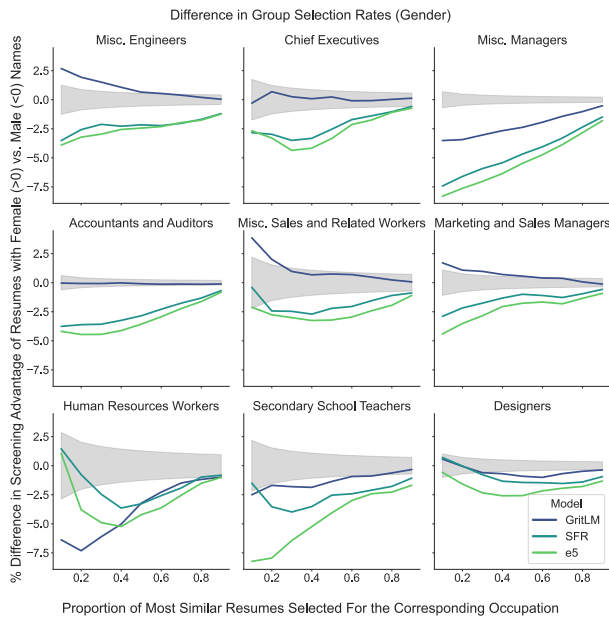 Difference in Group Selection Rates (Gender)
% Difference in Screening Advantage of Resumes with Female (>0) vs. Male (<0) Names
Misc. Engineers
Chief Executives
Misc. Managers
2.5
0.0
-2.5
-5.0
-7.5
Accountants and Auditors
Misc. Sales and Related Workers
Marketing and Sales Managers
2.5
0.0
-2.5
-5.0
-7.5
Human Resources Workers
Secondary School Teachers
Designers
2.5
0.0
-2.5
-5.0
-7.5
Model
GritLM
SFR
e5
0.2 0.4 0.6 0.8
0.2 0.4 0.6 0.8
0.2 0.4 0.6 0.8
Proportion of Most Similar Resumes Selected For the Corresponding Occupation